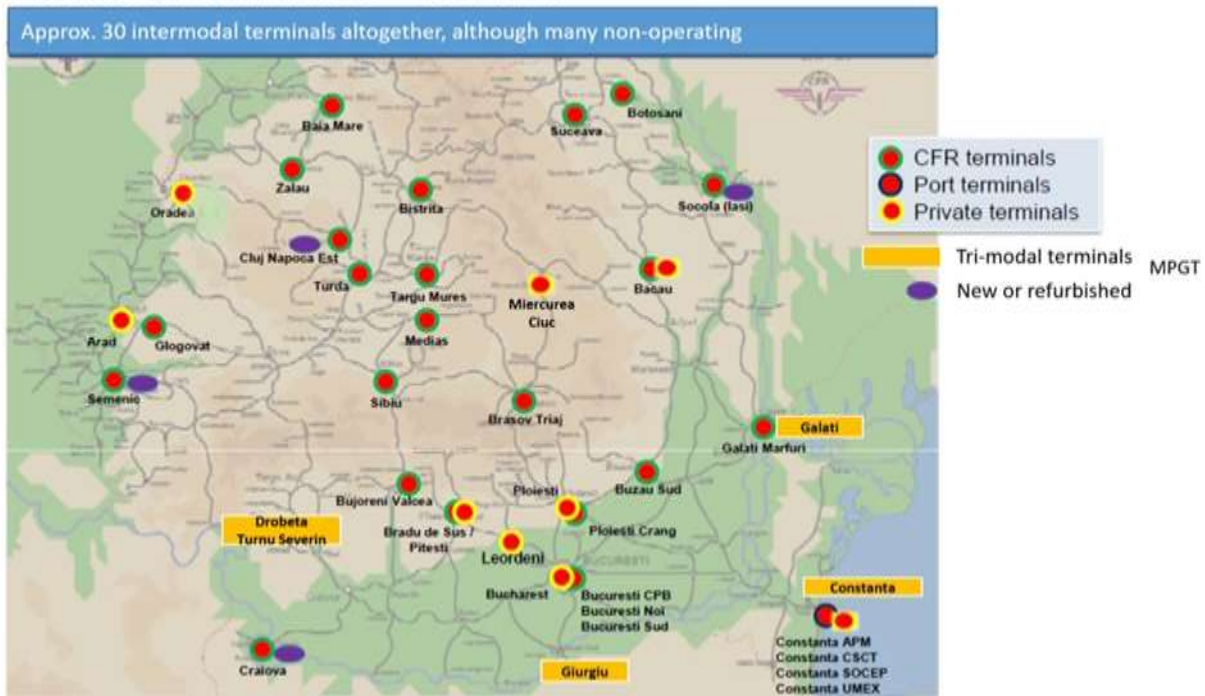 Approx. 30 intermodal terminals altogether, although many non-operating
CFR
Botosani
Baia Mare
Suceava
CFR terminals
Port terminals
Private terminals
Zalau
Bistrita
Socola (Iasi)
Oradea
Tri-modal terminals
MPGT
New or refurbished
Cluj Napoca Est
Turda
Targu Mures
Miercurea
Ciuc
Bacau
Arad
Glogovat
Medias
Semenic
Sibiu
Brasov Triaj
Galati
Galati Marfuri
Buzau Sud
Ploiesti
Bujoreni Valcea
Drobeta
Turnu Severin
Bradu de Sus /
Pitesti
Ploiesti Crang
Leordeni
BUCURESTI
Bucharest
Bucuresti CPB
Bucuresti Noi
Bucuresti Sud
Constanta
Constanta APM
Constanta CSCT
Constanta SOCEP
Constanta UMEX
Craiova
Giurgiu